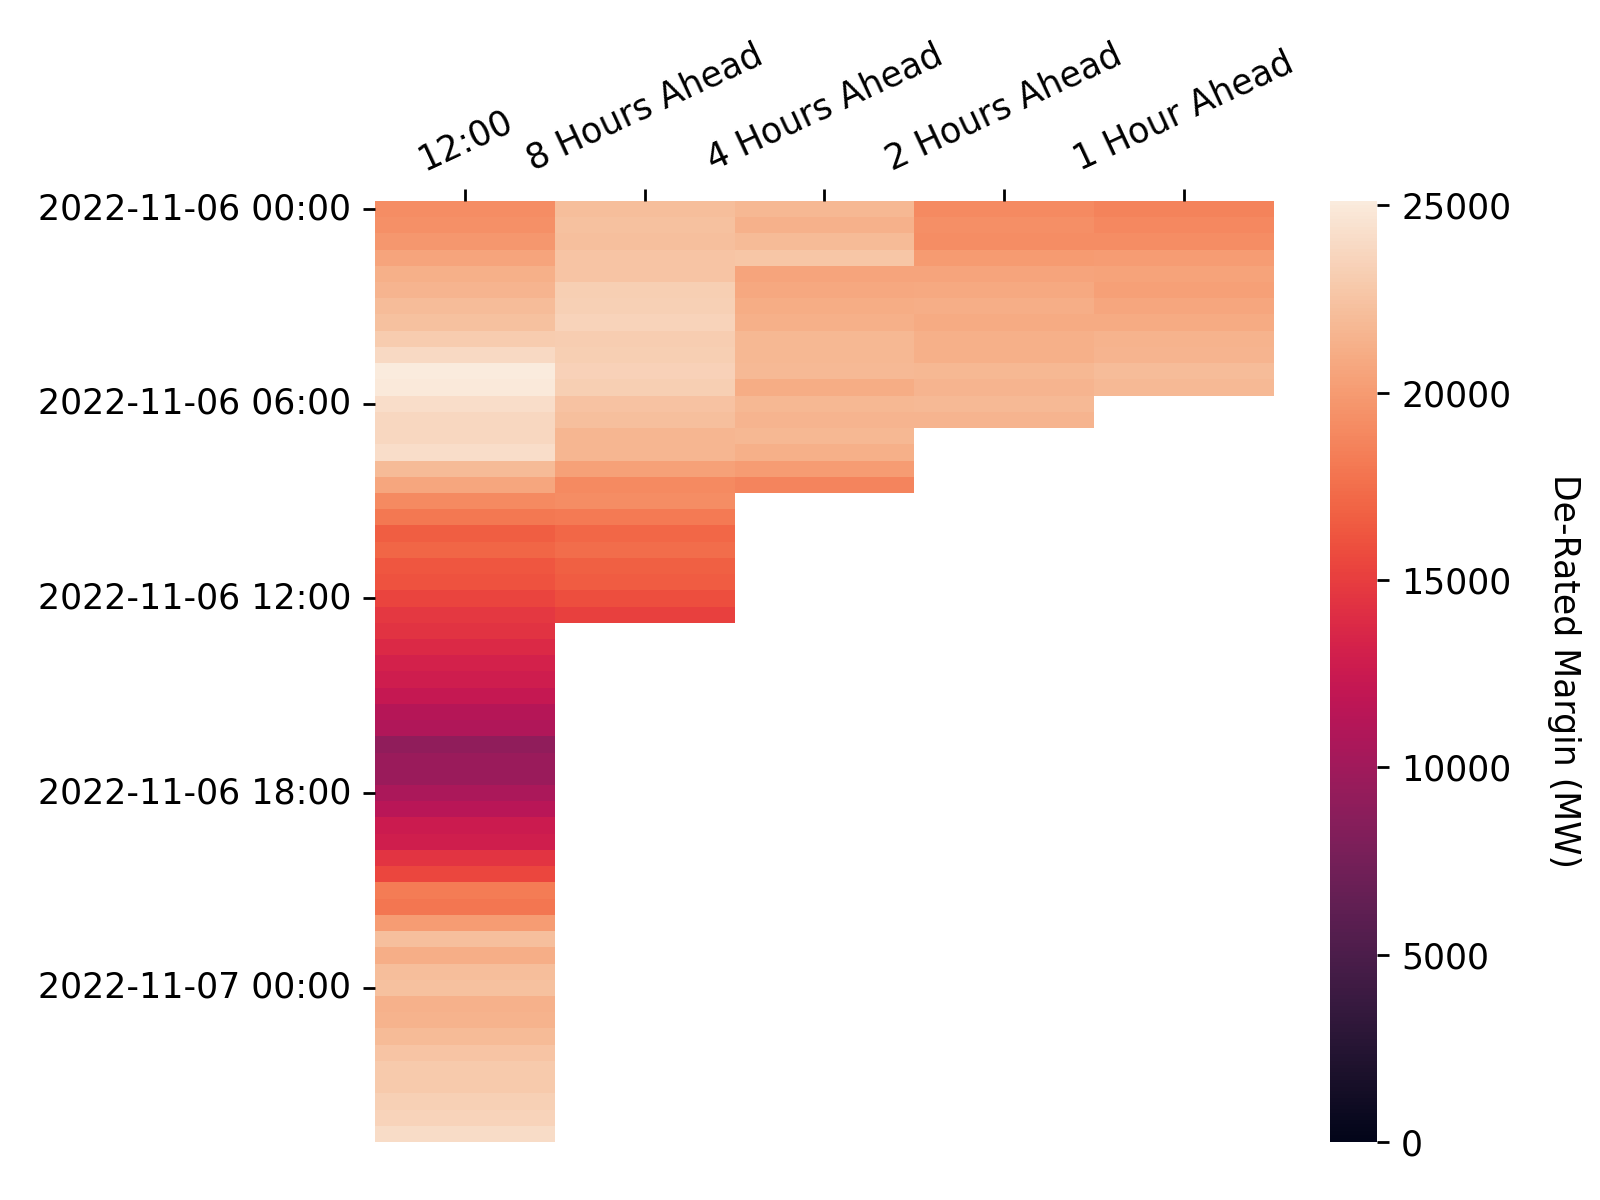 12:00
8 Hours Ahead
4 Hours Ahead
2 Hours Ahead
1 Hour Ahead
2022-11-06 00:00
2022-11-06 06:00
2022-11-06 12:00
2022-11-06 18:00
2022-11-07 00:00
25000
20000
15000
10000
5000
0
De-Rated Margin (MW)